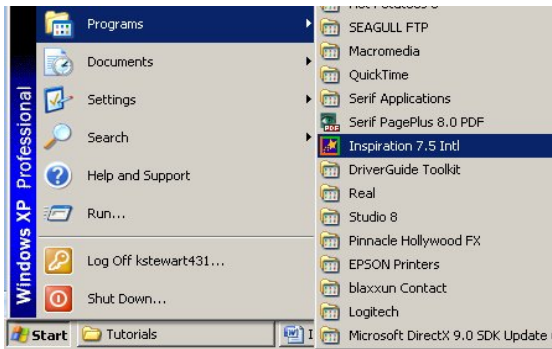 Programs
Documents
Settings
Search
Help and Support
Run...
Log Off kstewart431...
Shut Down...
Windows XP Professional
Start
Tutorials
I
SEAGULL FTP
Macromedia
QuickTime
Serif Applications
Serif PagePlus 8.0 PDF
Inspiration 7.5 Intl
DriverGuide Toolkit
Real
Studio 8
Pinnacle Hollywood FX
EPSON Printers
blaxxun Contact
Logitech
Microsoft DirectX 9.0 SDK Update